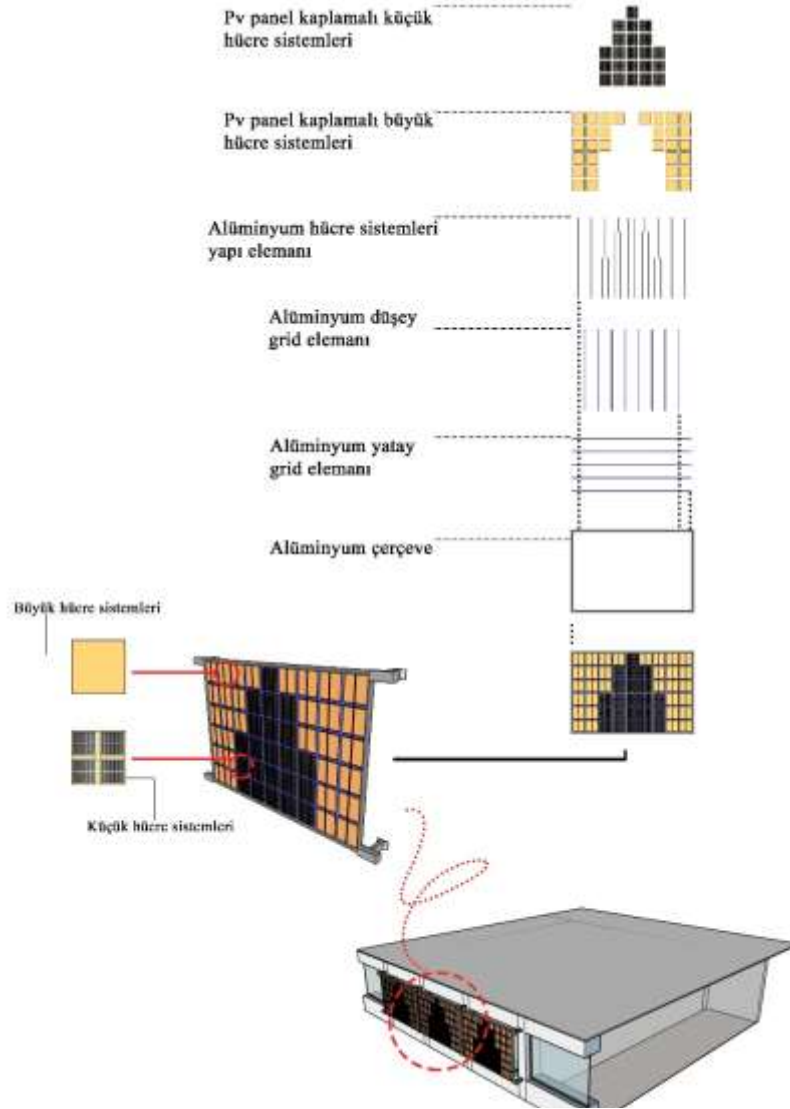 Pv panel kaplamalı küçük
hücre sistemleri
Pv panel kaplamalı büyük
hücre sistemleri
Alüminyum hücre sistemleri
yapı elemanı
Alüminyum düşey
grid elemanı
Alüminyum yatay
grid elemanı
Alüminyum çerçeve
Büyük hücre sistemleri
Küçük hücre sistemleri